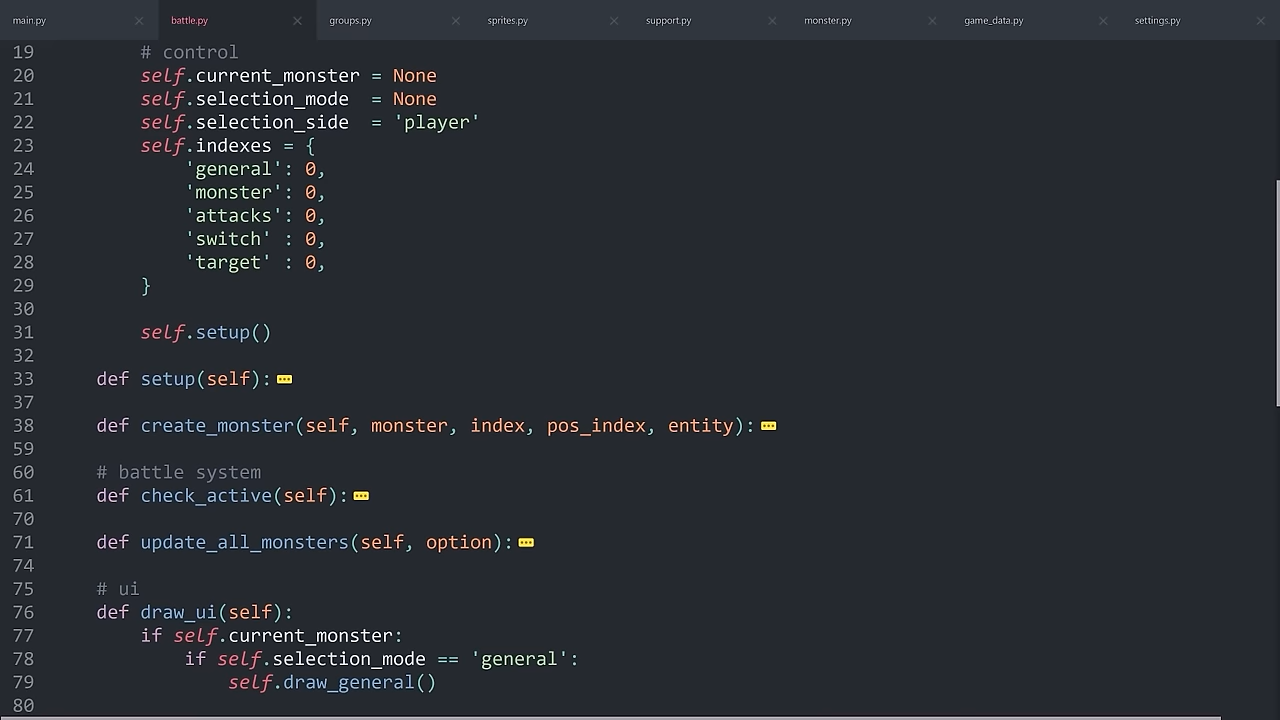 main.py × battle.py × groups.py × sprites.py × support.py × monster.py × game_data.py × settings.py ×
19 # control
20 self.current_monster = None
21 self.selection_mode  = None
22 self.selection_side  = 'player'
23 self.indexes = {
24 'general': 0,
25 'monster': 0,
26 'attacks': 0,
27 'switch' : 0,
28 'target' : 0,
29 }
30
31 self.setup()
32
33 def setup(self):
37
38 def create_monster(self, monster, index, pos_index, entity):
59
60 # battle system
61 def check_active(self):
70
71 def update_all_monsters(self, option):
74
75 # ui
76 def draw_ui(self):
77 if self.current_monster:
78 if self.selection_mode == 'general':
79 self.draw_general()
80